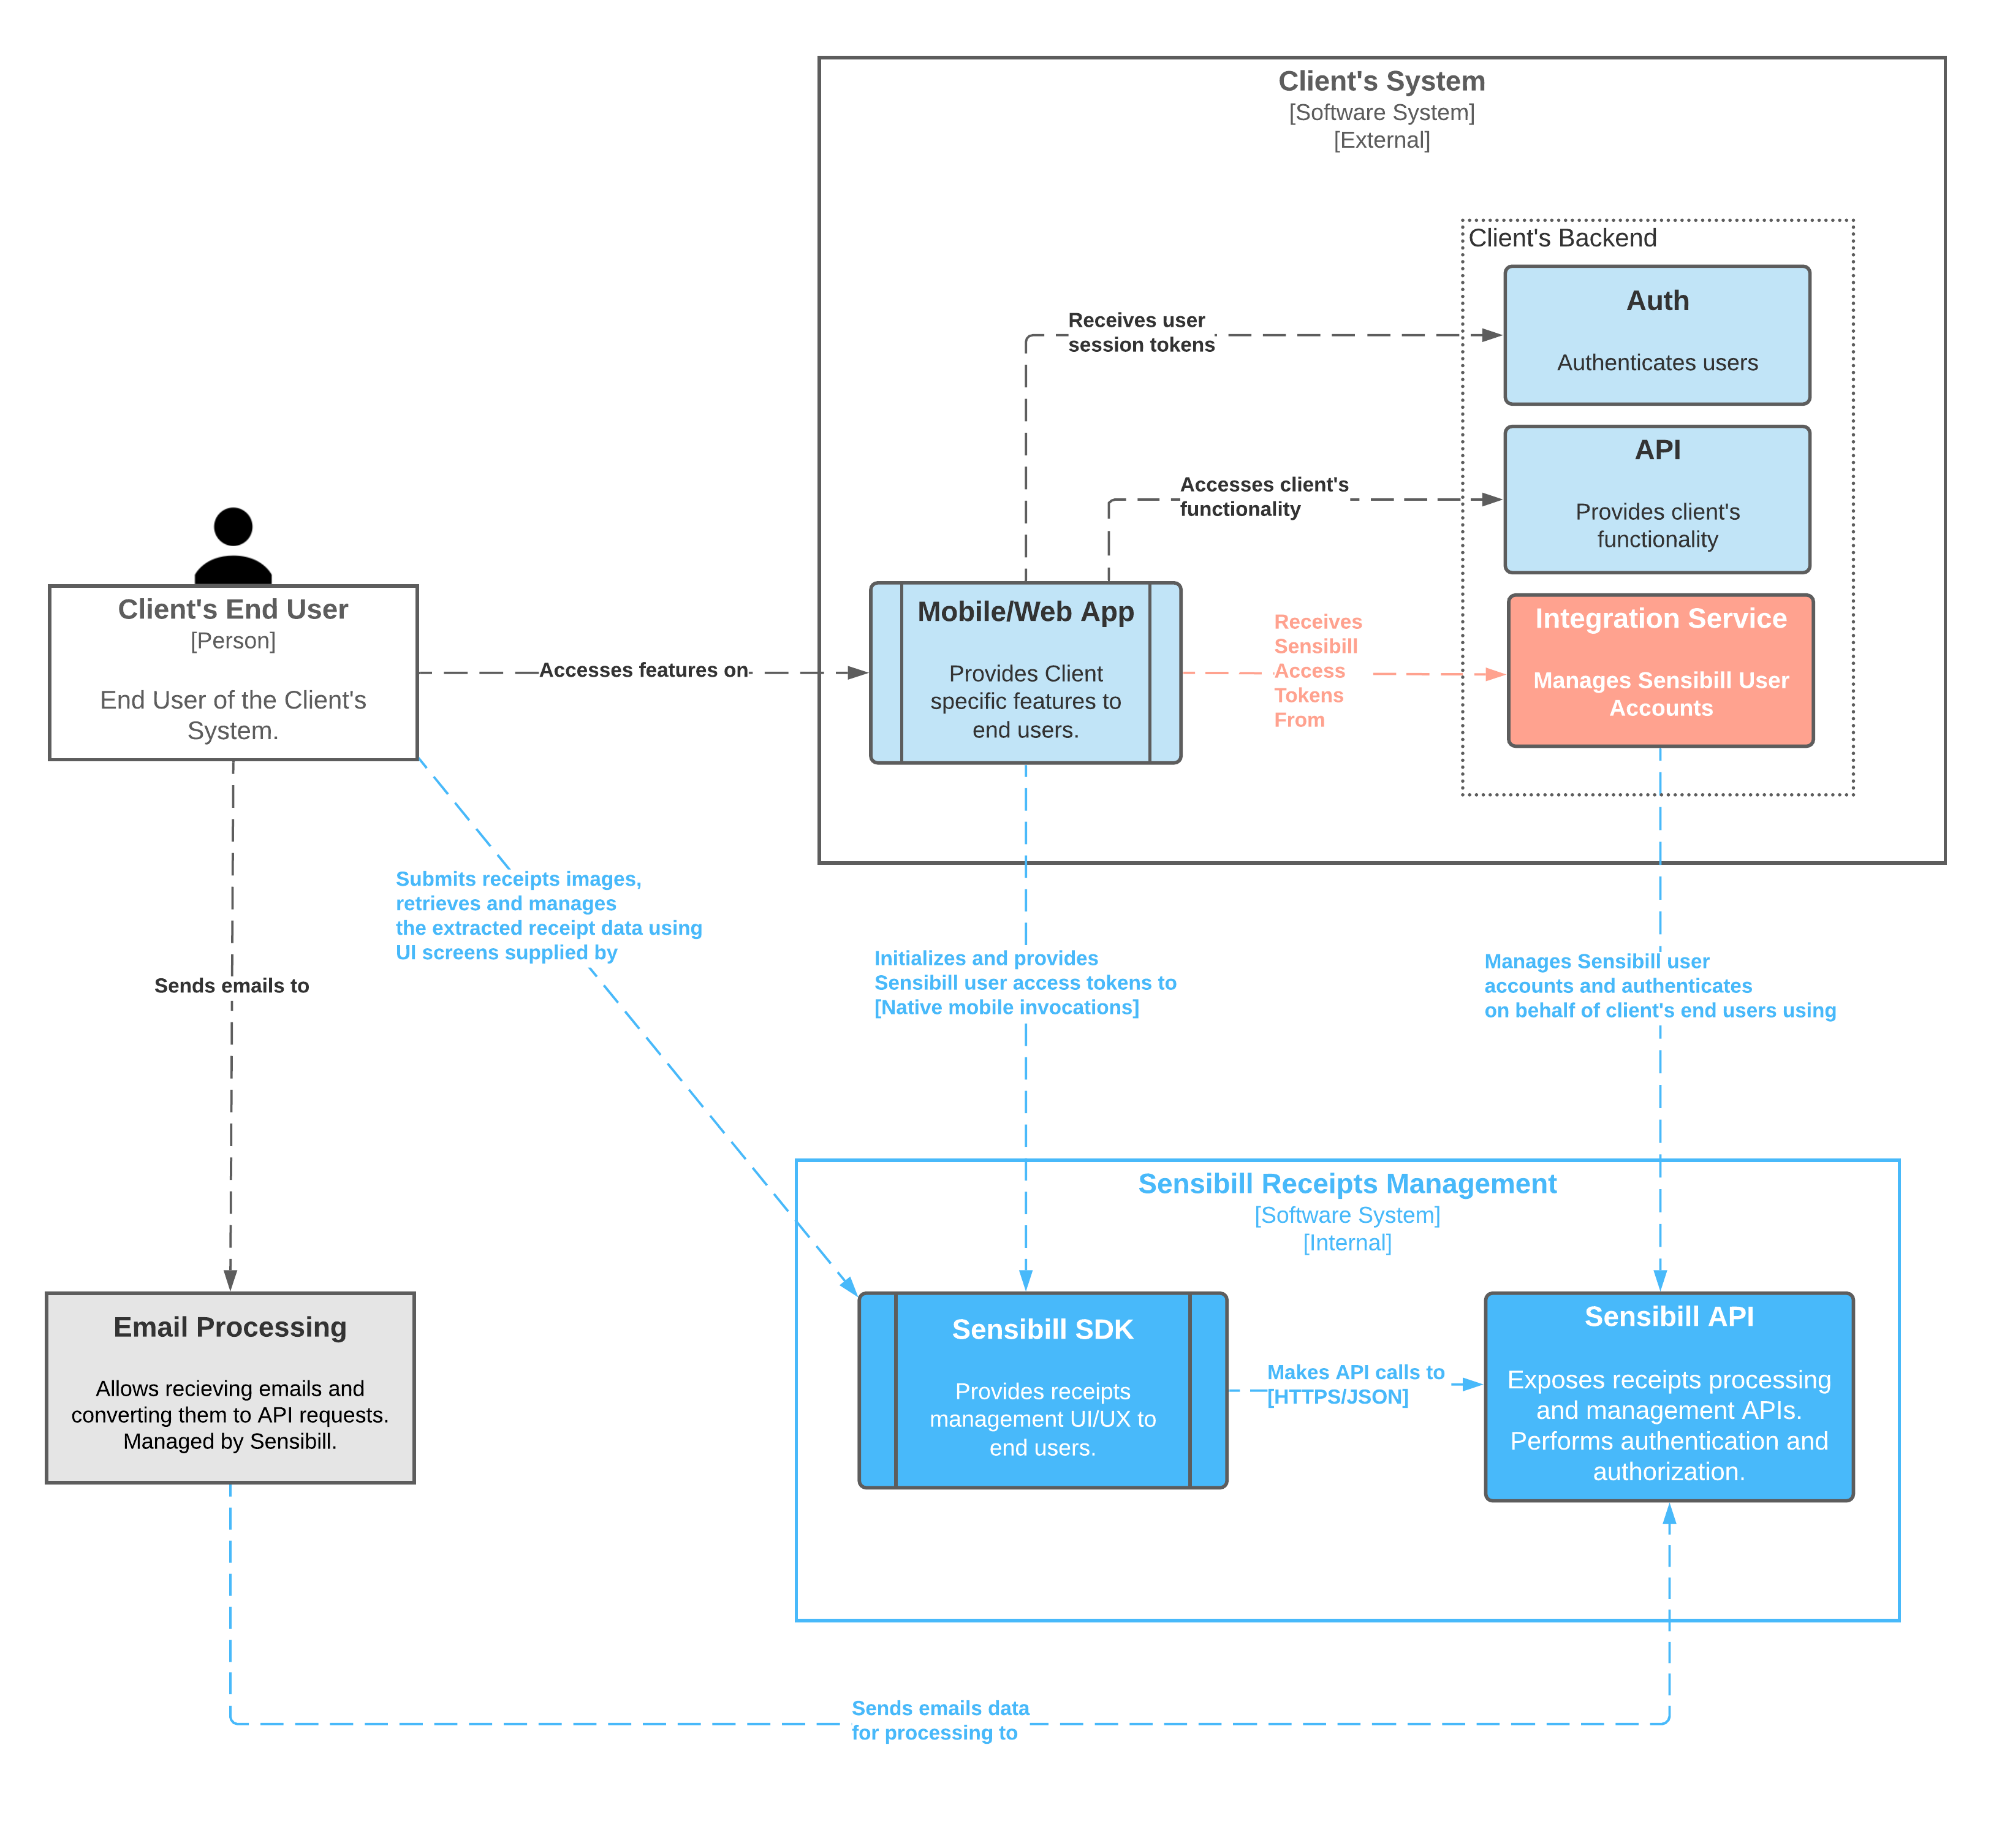 Client's System
[Software System]
[External]
Client's Backend
Auth
Authenticates users
Receives user
session tokens
API
Provides client's
functionality
Accesses client's
functionality
Client's End User
[Person]
End User of the Client's
System.
Accesses features on
Mobile/Web App
Provides Client
specific features to
end users.
Receives
Sensibill
Access
Tokens
From
Integration Service
Manages Sensibill User
Accounts
Submits receipts images,
retrieves and manages
the extracted receipt data using
UI screens supplied by
Sends emails to
Initializes and provides
Sensibill user access tokens to
[Native mobile invocations]
Manages Sensibill user
accounts and authenticates
on behalf of client's end users using
Sensibill Receipts Management
[Software System]
[Internal]
Email Processing
Allows recieving emails and
converting them to API requests.
Managed by Sensibill.
Sensibill SDK
Provides receipts
management UI/UX to
end users.
Makes API calls to
[HTTPS/JSON]
Sensibill API
Exposes receipts processing
and management APIs.
Performs authentication and
authorization.
Sends emails data
for processing to